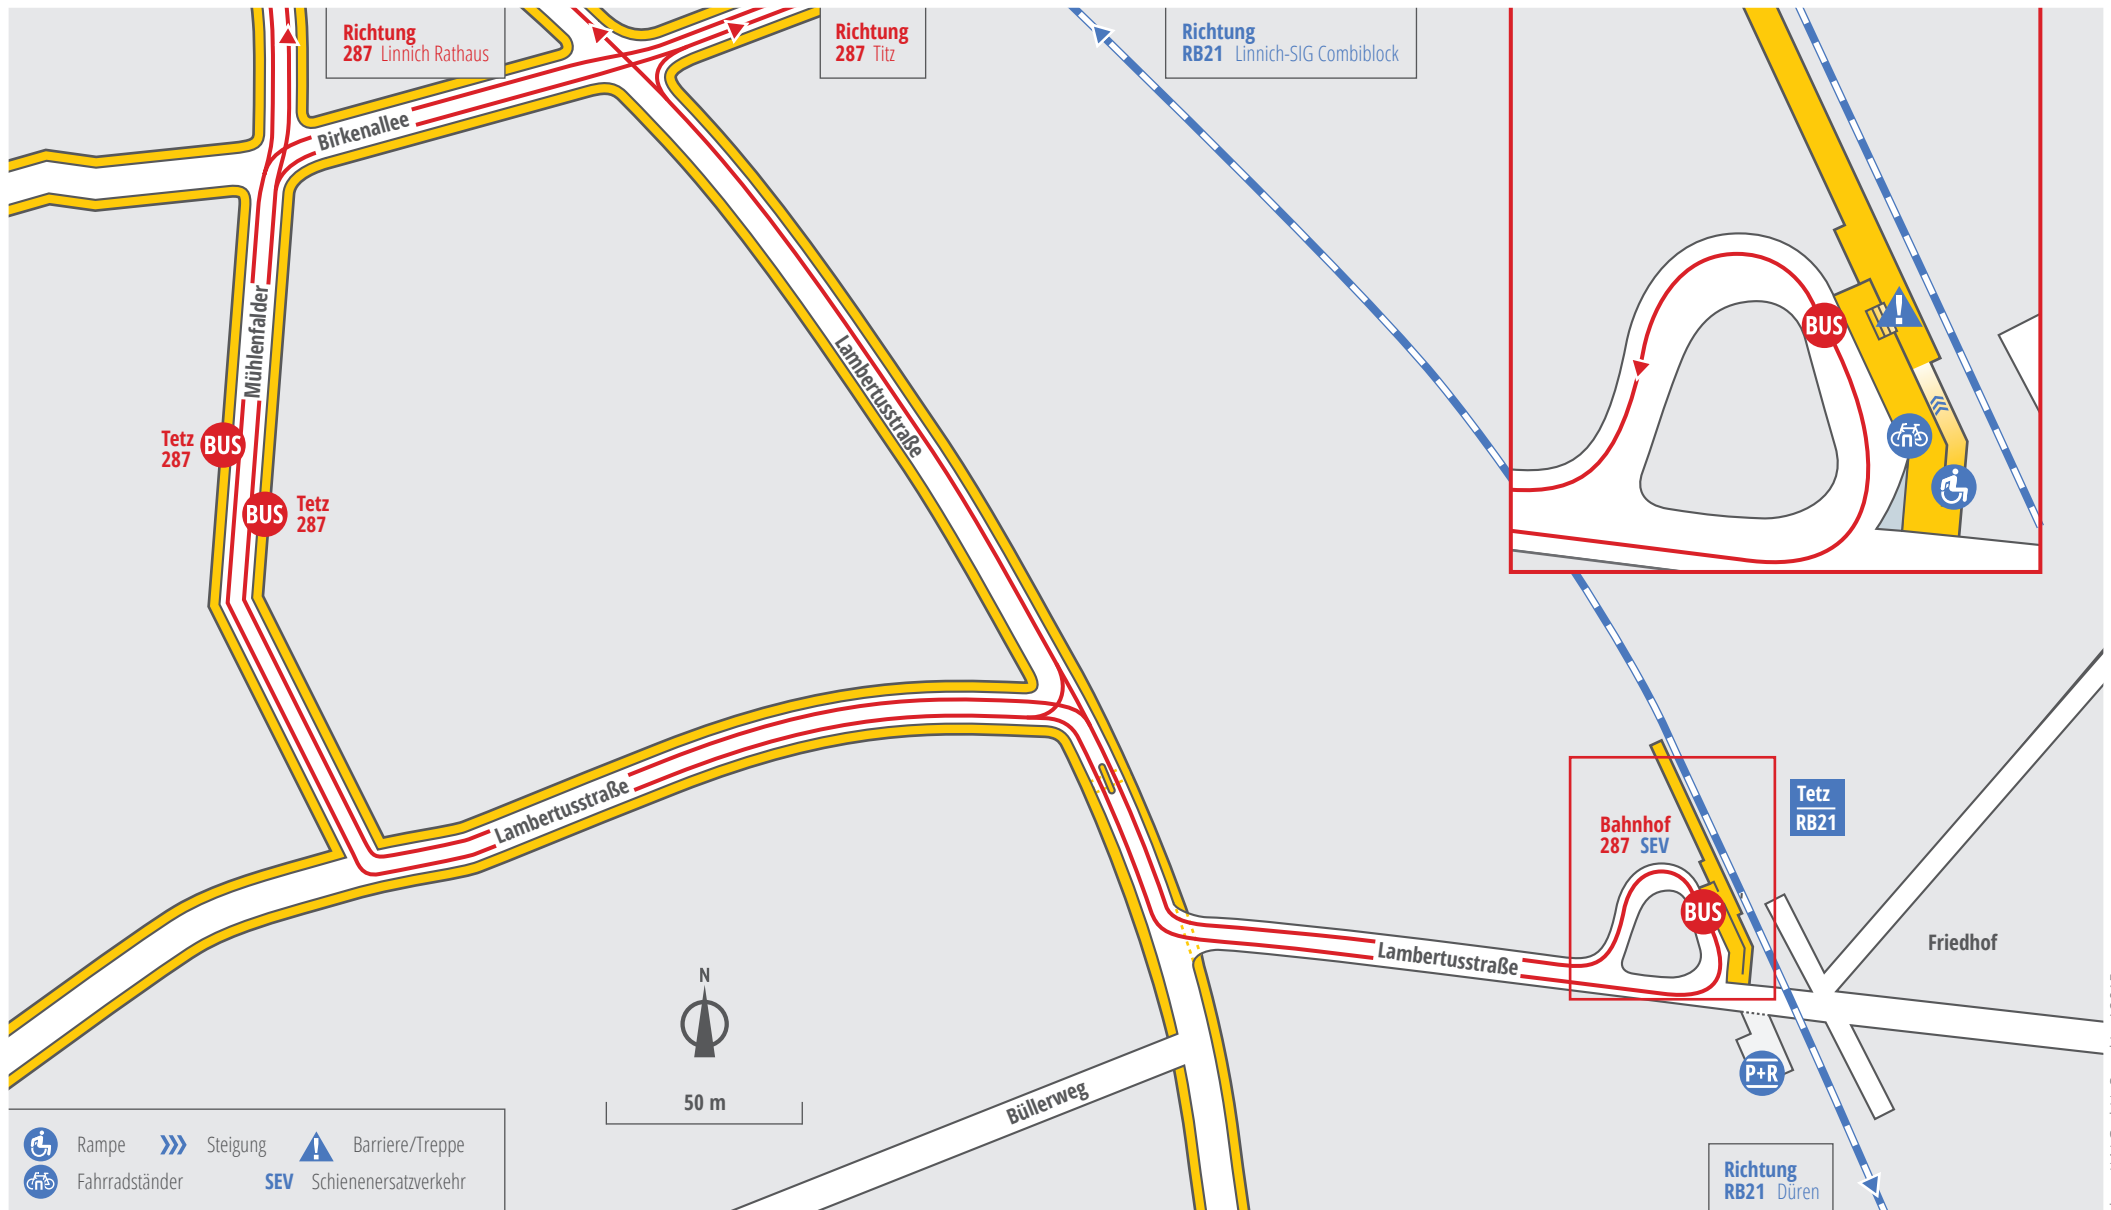 Richtung
287 Linnich Rathaus
Richtung
287 Titz
Richtung
RB21 Linnich-SIG Combiblock
Birkenallee
Mühlenfalder
Lambertusstraße
BUS
Tetz
287
BUS
BUS
Tetz
287
Lambertusstraße
Tetz
RB21
Bahnhof
287 SEV
BUS
Lambertusstraße
Friedhof
N
50 m
Büllerweg
P+R
Richtung
RB21 Düren
Rampe
Steigung
Barriere/Treppe
Fahrradständer
SEV Schienenersatzverkehr